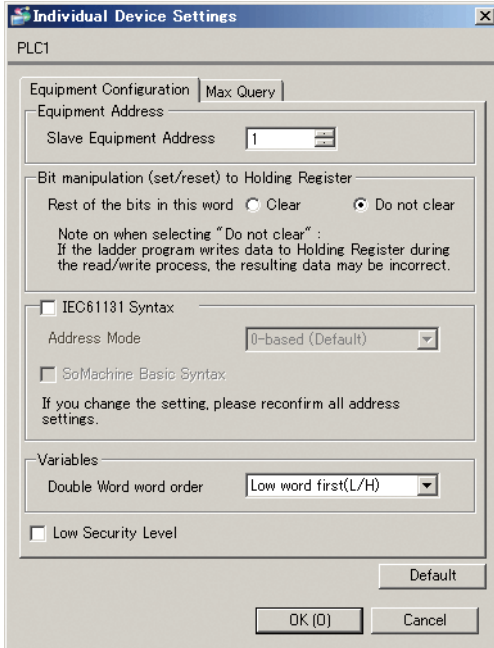 Individual Device Settings
PLC1
Equipment Configuration Max Query
Equipment Address
Slave Equipment Address 1
Bit manipulation (set/reset) to Holding Register
Rest of the bits in this word Clear Do not clear
Note on when selecting "Do not clear" :
If the ladder program writes data to Holding Register during
the read/write process, the resulting data may be incorrect.
IEC61131 Syntax
Address Mode 0-based (Default)
SoMachine Basic Syntax
If you change the setting, please reconfirm all address
settings.
Variables
Double Word word order Low word first(L/H)
Low Security Level
Default
OK (O) Cancel